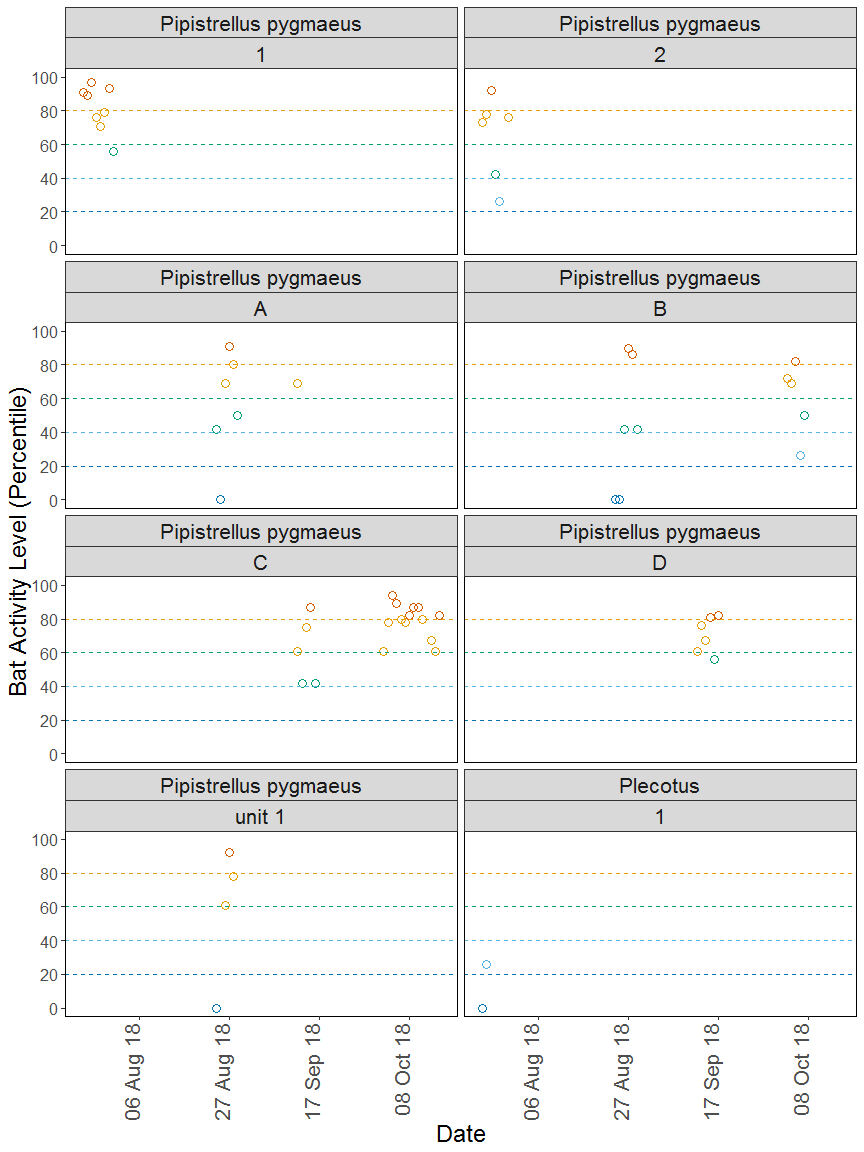 Pipistrellus pygmaeus Pipistrellus pygmaeus
1 2
100
80
60
40
20
0
Pipistrellus pygmaeus Pipistrellus pygmaeus
A B
100
80
60
40
20
0
Pipistrellus pygmaeus Pipistrellus pygmaeus
C D
100
80
60
40
20
0
Pipistrellus pygmaeus Plecotus
unit 1 1
100
80
60
40
20
0
Bat Activity Level (Percentile)
06 Aug 18 27 Aug 18 17 Sep 18 08 Oct 18 06 Aug 18 27 Aug 18 17 Sep 18 08 Oct 18
Date